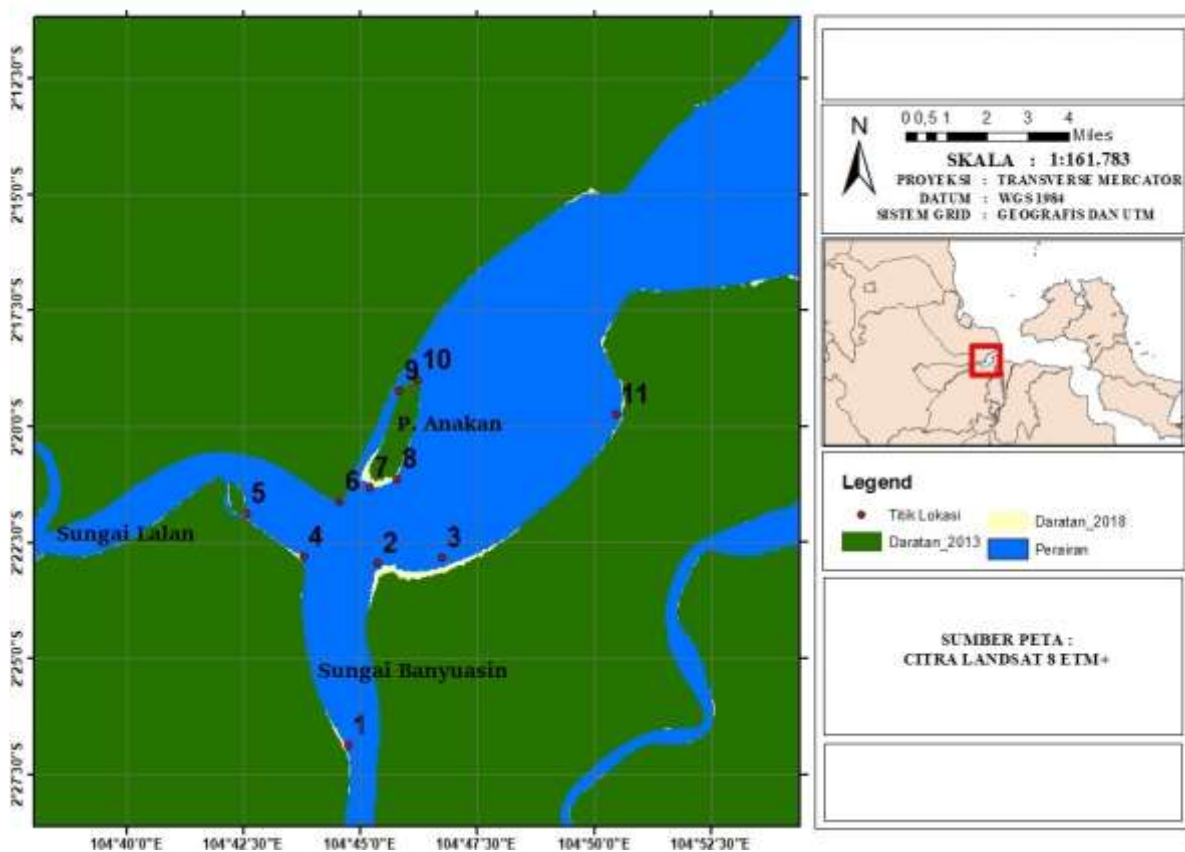 2°12'30"S
2°15'0"S
2°17'30"S
2°20'0"S
2°22'30"S
2°25'0"S
2°27'30"S
104°40'0"E 104°42'30"E 104°45'0"E 104°47'30"E 104°50'0"E 104°52'30"E
10
9
11
P. Anakan
8
7
6
5
Sungai Lalan
4
2
3
Sungai Banyuasin
1
N
0 0,5 1 2 3 4
Miles
SKALA : 1:161.783
PROYEKSI : TRANSVERSE MERCATOR
DATUM : WGS 1984
SISTEM GRID : GEOGRAFIS DAN UTM
Legend
Titik Lokasi
Daratan_2018
Daratan_2013
Perairan
SUMBER PETA :
CITRA LANDSAT 8 ETM+